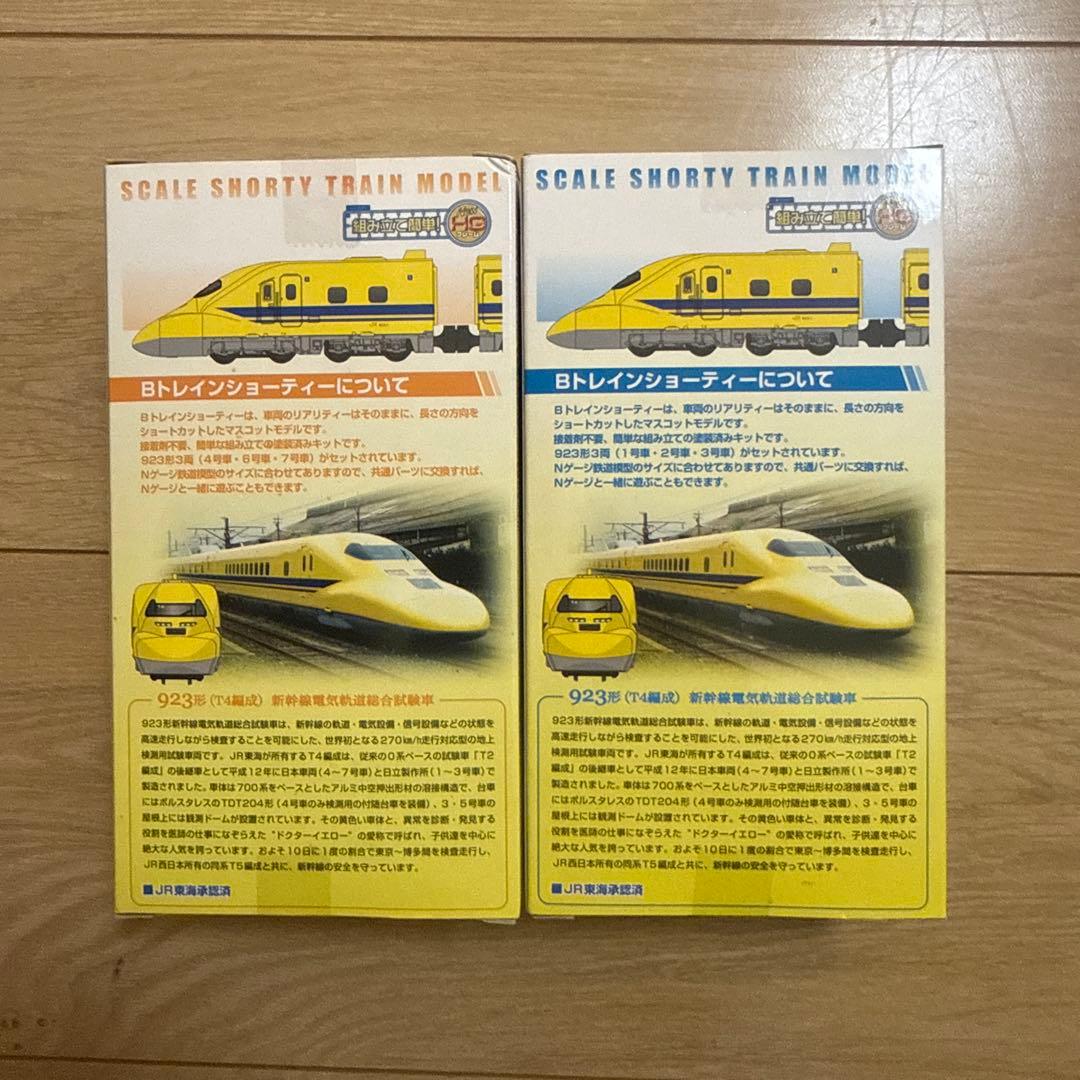 SCALE SHORTY TRAIN MODEL
組み立て簡単!
HG
Bトレインショーティーについて
Bトレインショーティーは、車両のリアリティーはそのままに、長さの方向を
ショートカットしたマスコットモデルです。
接着剤不要、簡単な組み立ての塗装済みキットです。
923形3両(4号車・6号車・7号車)がセットされています。
Nゲージ鉄道模型のサイズに合わせてありますので、共通パーツに交換すれば、
Nゲージと一緒に遊ぶこともできます。
923形(T4編成) 新幹線電気軌道総合試験車
923形新幹線電気軌道総合試験車は、新幹線の軌道・電気設備・信号設備などの状態を
高速走行しながら検査することを可能にした、世界初となる270km/h走行対応型の地上
検測用試験車両です。JR東海が所有するT4編成は、従来の0系ベースの試験車「T2
編成」の後継車として平成12年に日本車両(4〜7号車)と日立製作所(1〜3号車)で
製造されました。車体は700系をベースとしたアルミ中空押出形材の溶接構造で、台車
にはボルスタレスのTDT204形(4号車のみ検測用の付随台車を装備)、3・5号車の
屋根上には観測ドームが設置されています。その黄色い車体と、異常を診断・発見する
役割を医師の仕事になぞらえた“ドクターイエロー”の愛称で呼ばれ、子供達を中心に
絶大な人気を誇っています。おおよそ10日に1度の割合で東京〜博多間を検査走行し、
JR西日本所有の同系T5編成と共に、新幹線の安全を守っています。
■JR東海承認済
SCALE SHORTY TRAIN MODEL
組み立て簡単!
HG
Bトレインショーティーについて
Bトレインショーティーは、車両のリアリティーはそのままに、長さの方向を
ショートカットしたマスコットモデルです。
接着剤不要、簡単な組み立ての塗装済みキットです。
923形3両(1号車・2号車・3号車)がセットされています。
Nゲージ鉄道模型のサイズに合わせてありますので、共通パーツに交換すれば、
Nゲージと一緒に遊ぶこともできます。
923形(T4編成) 新幹線電気軌道総合試験車
923形新幹線電気軌道総合試験車は、新幹線の軌道・電気設備・信号設備などの状態を
高速走行しながら検査することを可能にした、世界初となる270km/h走行対応型の地上
検測用試験車両です。JR東海が所有するT4編成は、従来の0系ベースの試験車「T2
編成」の後継車として平成12年に日本車両(4〜7号車)と日立製作所(1〜3号車)で
製造されました。車体は700系をベースとしたアルミ中空押出形材の溶接構造で、台車
にはボルスタレスのTDT204形(4号車のみ検測用の付随台車を装備)、3・5号車の
屋根上には観測ドームが設置されています。その黄色い車体と、異常を診断・発見する
役割を医師の仕事になぞらえた“ドクターイエロー”の愛称で呼ばれ、子供達を中心に
絶大な人気を誇っています。おおよそ10日に1度の割合で東京〜博多間を検査走行し、
JR西日本所有の同系T5編成と共に、新幹線の安全を守っています。
■JR東海承認済